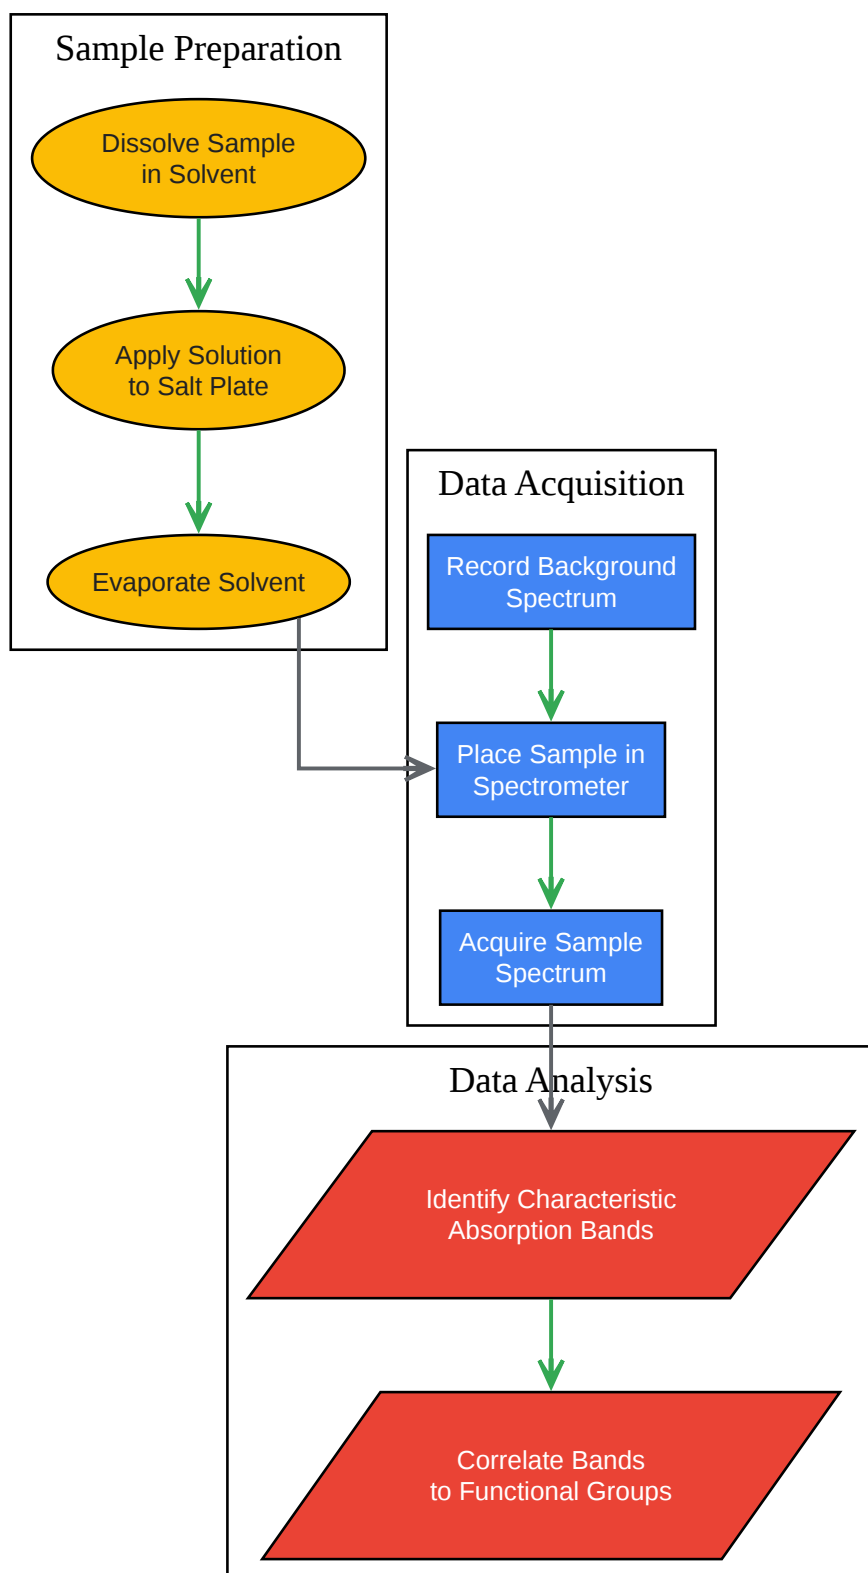 Sample Preparation
Dissolve Sample
in Solvent
Apply Solution
to Salt Plate
Evaporate Solvent
Data Acquisition
Record Background
Spectrum
Place Sample in
Spectrometer
Acquire Sample
Spectrum
Data Analysis
Identify Characteristic
Absorption Bands
Correlate Bands
to Functional Groups